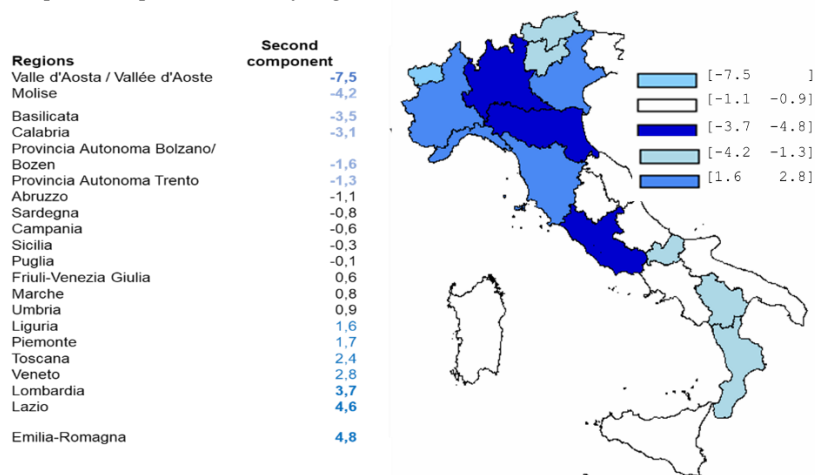 Second
Regions component
Valle d'Aosta / Vallée d'Aoste -7,5
Molise -4,2
Basilicata -3,5
Calabria -3,1
Provincia Autonoma Bolzano/
Bozen -1,6
Provincia Autonoma Trento -1,3
Abruzzo -1,1
Sardegna -0,8
Campania -0,6
Sicilia -0,3
Puglia -0,1
Friuli-Venezia Giulia 0,6
Marche 0,8
Umbria 0,9
Liguria 1,6
Piemonte 1,7
Toscana 2,4
Veneto 2,8
Lombardia 3,7
Lazio 4,6
Emilia-Romagna 4,8
[-7.5 ]
[-1.1 -0.9]
[-3.7 -4.8]
[-4.2 -1.3]
[1.6 2.8]